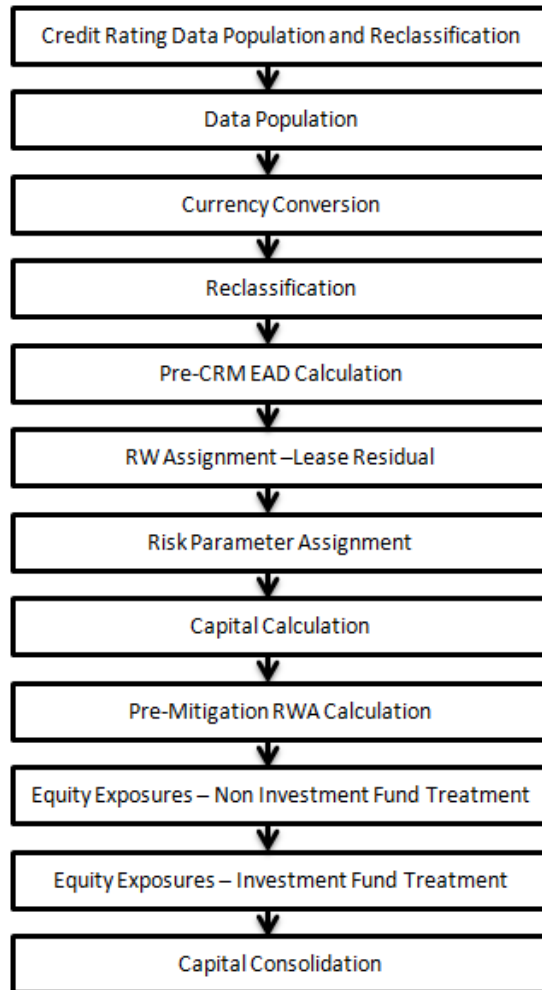 Credit Rating Data Population and Reclassification
Data Population
Currency Conversion
Reclassification
Pre-CRM EAD Calculation
RW Assignment –Lease Residual
Risk Parameter Assignment
Capital Calculation
Pre-Mitigation RWA Calculation
Equity Exposures – Non Investment Fund Treatment
Equity Exposures – Investment Fund Treatment
Capital Consolidation